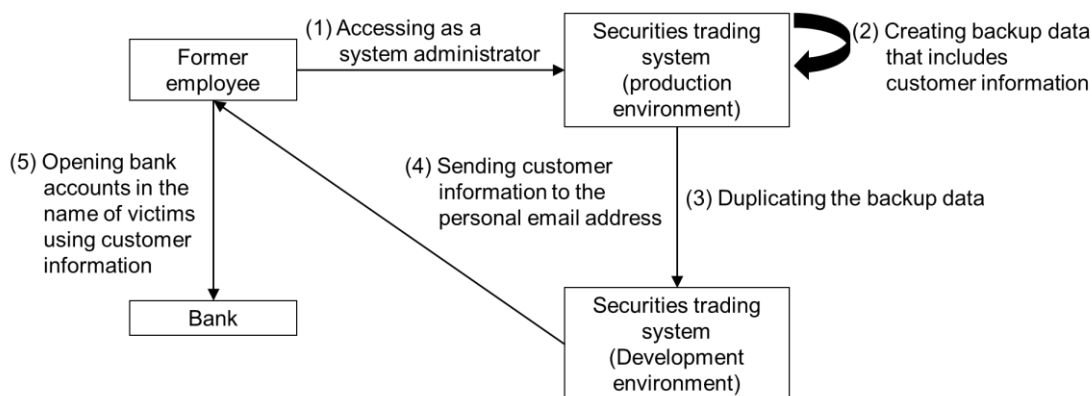 (1) Accessing as a
system administrator
Former
employee
Securities trading
system
(production
environment)
(2) Creating backup data
that includes
customer information
(5) Opening bank
accounts in the
name of victims
using customer
information
(4) Sending customer
information to the
personal email address
(3) Duplicating the backup data
Bank
Securities trading
system
(Development
environment)